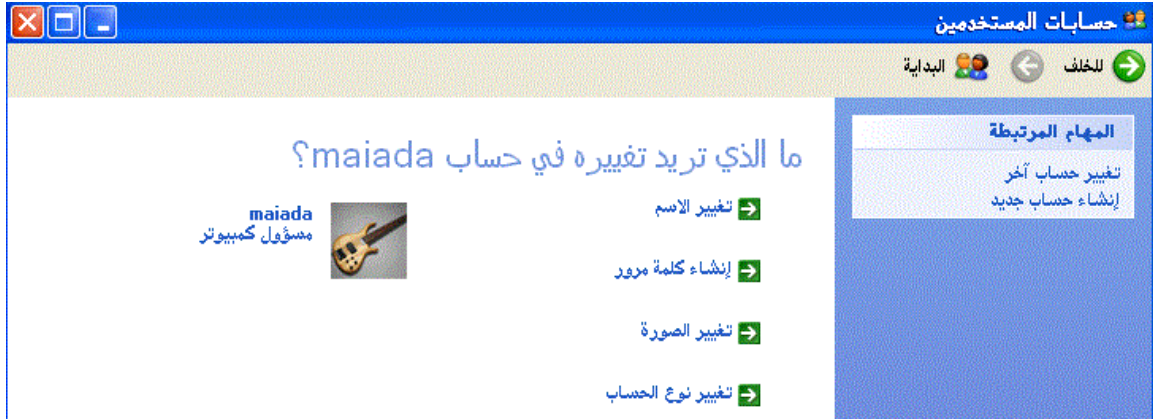 حسابات المستخدمين
للخلف البداية
المهام المرتبطة
تغيير حساب آخر
إنشاء حساب جديد
ما الذي تريد تغييره في حساب maiada؟
تغيير الاسم
إنشاء كلمة مرور
تغيير الصورة
تغيير نوع الحساب
maiada
مسؤول كمبيوتر